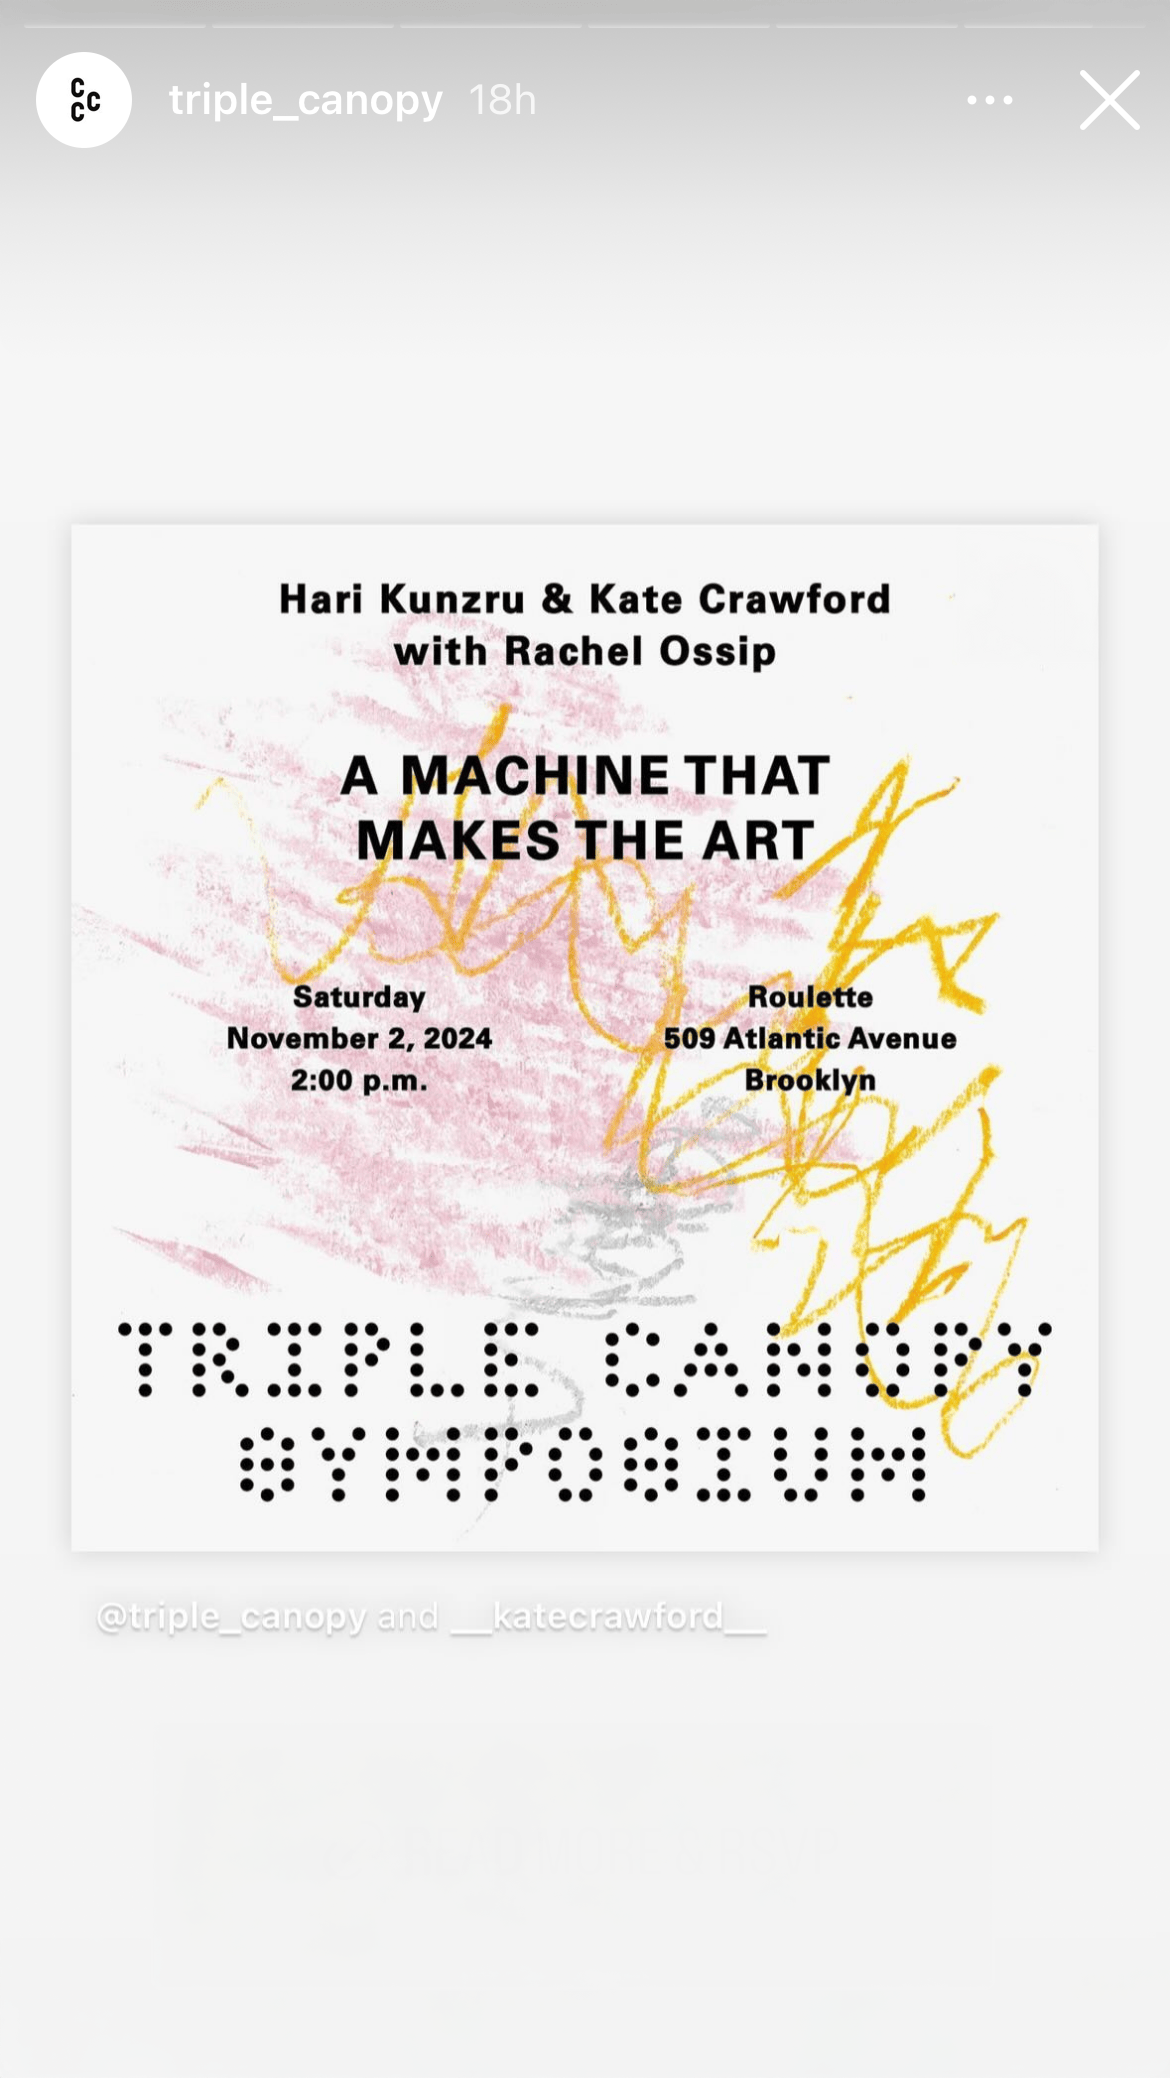 CCC
triple_canopy 18h
Hari Kunzru & Kate Crawford
with Rachel Ossip
A MACHINE THAT
MAKES THE ART
Saturday
November 2, 2024
2:00 p.m.
Roulette
509 Atlantic Avenue
Brooklyn
TRIPLE CANOPY
SYMPOSIUM
@triple_canopy and __katecrawford__